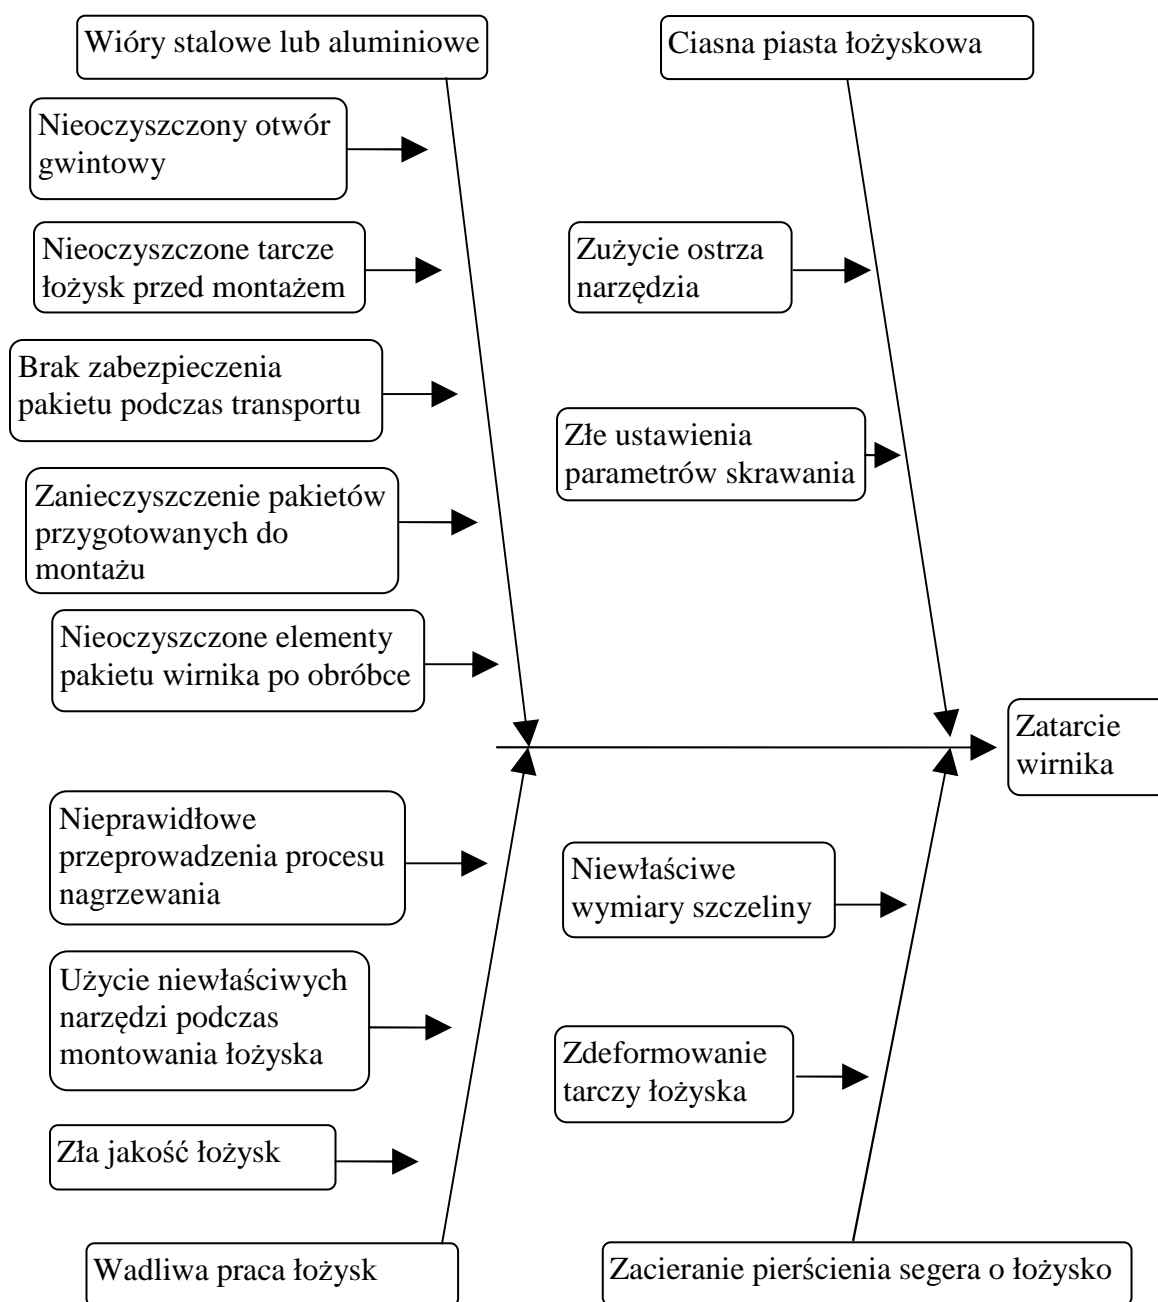 Wióry stalowe lub aluminiowe
Ciasna piasta łożyskowa
Nieoczyszczony otwór
gwintowy
Nieoczyszczone tarcze
łożysk przed montażem
Zużycie ostrza
narzędzia
Brak zabezpieczenia
pakietu podczas transportu
Złe ustawienia
parametrów skrawania
Zanieczyszczenie pakietów
przygotowanych do
montażu
Nieoczyszczone elementy
pakietu wirnika po obróbce
Zatarcie
wirnika
Nieprawidłowe
przeprowadzenia procesu
nagrzewania
Niewłaściwe
wymiary szczeliny
Użycie niewłaściwych
narzędzi podczas
montowania łożyska
Zdeformowanie
tarczy łożyska
Zła jakość łożysk
Wadliwa praca łożysk
Zacieranie pierścienia segera o łożysko